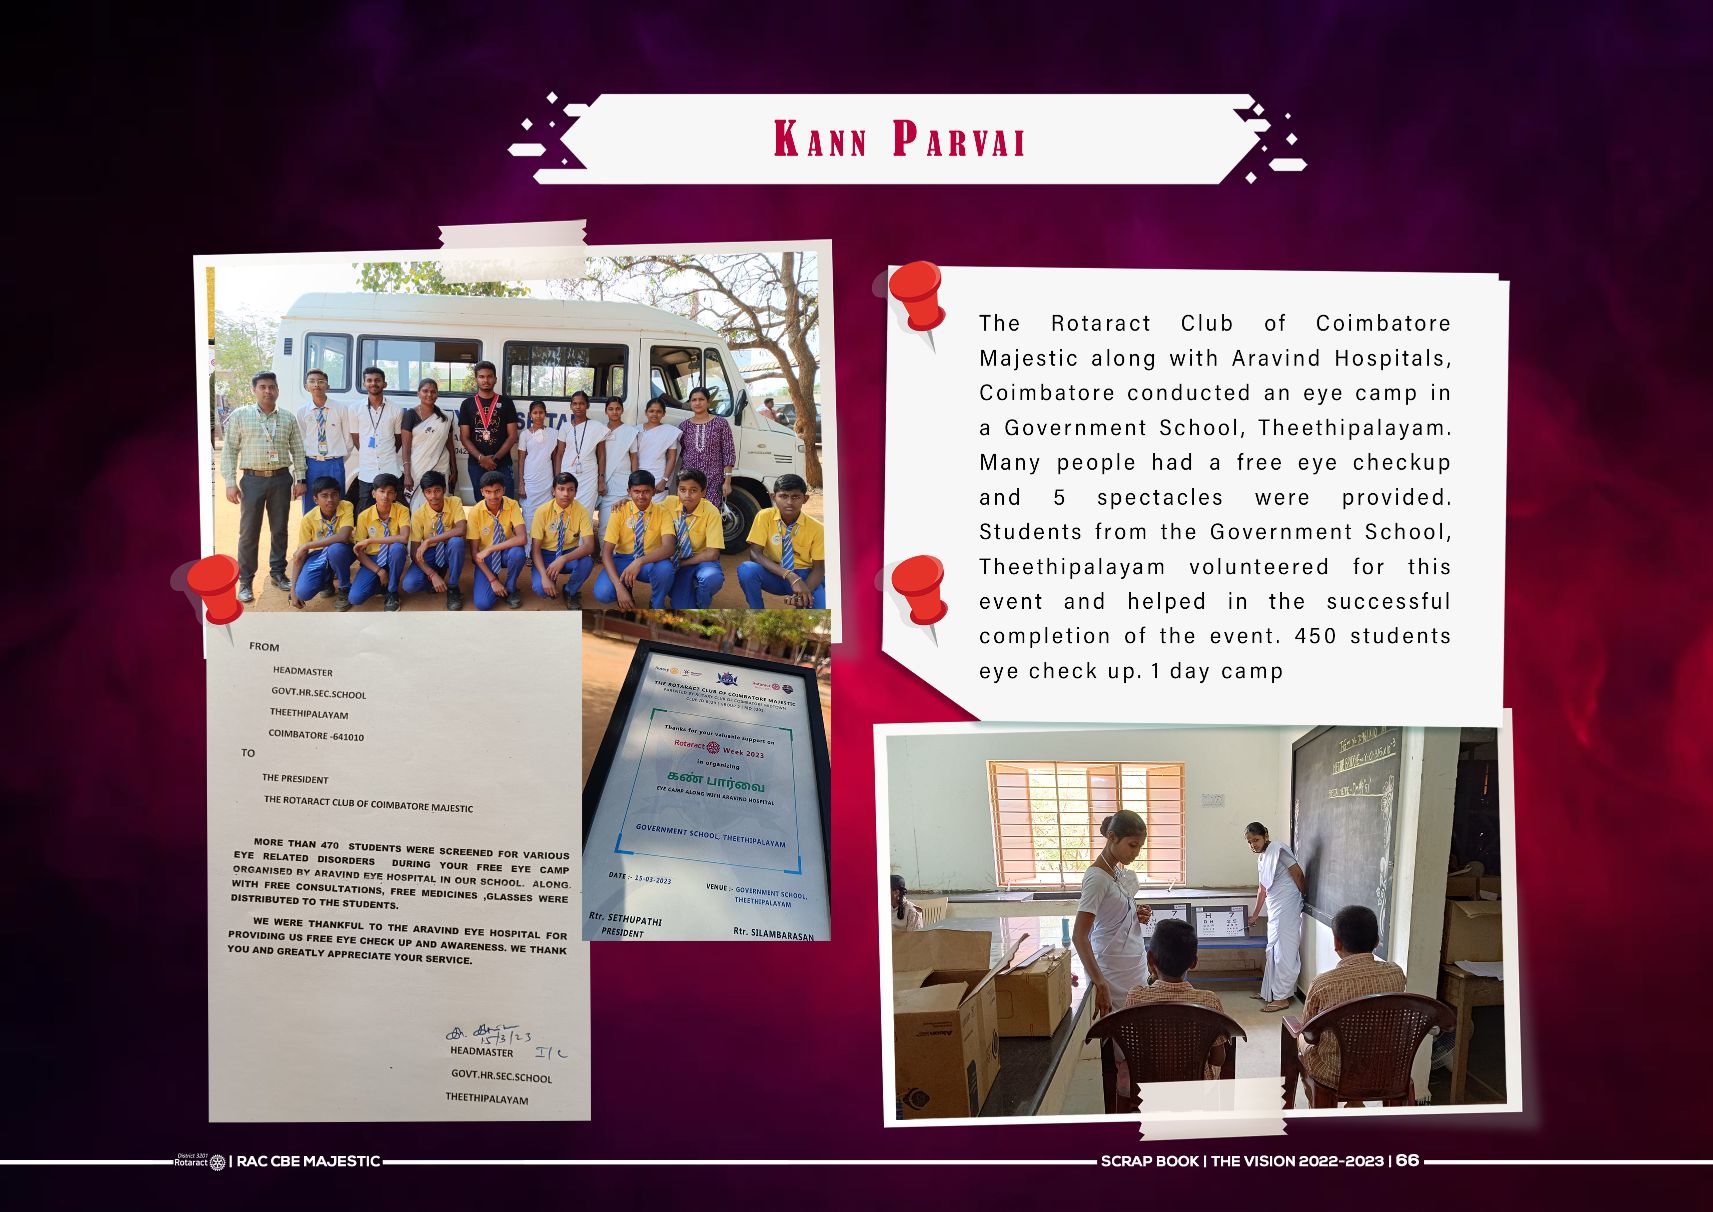 KANN PARVAI
The Rotaract Club of Coimbatore
Majestic along with Aravind Hospitals,
Coimbatore conducted an eye camp in
a Government School, Theethipalayam.
Many people had a free eye checkup
and 5 spectacles were provided.
Students from the Government School,
Theethipalayam volunteered for this
event and helped in the successful
completion of the event. 450 students
eye check up. 1 day camp
FROM
HEADMASTER
GOVT.HR.SEC.SCHOOL
THEETHIPALAYAM
COIMBATORE -641010
TO
THE PRESIDENT
THE ROTARACT CLUB OF COIMBATORE MAJESTIC
MORE THAN 470 STUDENTS WERE SCREENED FOR VARIOUS
EYE RELATED DISORDERS DURING YOUR FREE EYE CAMP
ORGANISED BY ARAVIND EYE HOSPITAL IN OUR SCHOOL. ALONG.
WITH FREE CONSULTATIONS, FREE MEDICINES ,GLASSES WERE
DISTRIBUTED TO THE STUDENTS.
WE WERE THANKFUL TO THE ARAVIND EYE HOSPITAL FOR
PROVIDING US FREE EYE CHECK UP AND AWARENESS. WE THANK
YOU AND GREATLY APPRECIATE YOUR SERVICE.
15/3/23
HEADMASTER I/C
GOVT.HR.SEC.SCHOOL
THEETHIPALAYAM
Rotary
Rotaract
THE ROTARACT CLUB OF COIMBATORE MAJESTIC
PARENTED BY ROTARY CLUB OF COIMBATORE MIDTOWN
Thanks for your valuable support on
Rotaract Week 2023
in organizing
கண் பார்வை
EYE CAMP ALONG WITH ARAVIND HOSPITAL
GOVERNMENT SCHOOL, THEETHIPALAYAM
DATE :- 15-03-2023
VENUE :- GOVERNMENT SCHOOL,
THEETHIPALAYAM
Rtr. SETHUPATHI
PRESIDENT
Rtr. SILAMBARASAN
H 7
District 3201
Rotaract | RAC CBE MAJESTIC
SCRAP BOOK | THE VISION 2022-2023 | 66